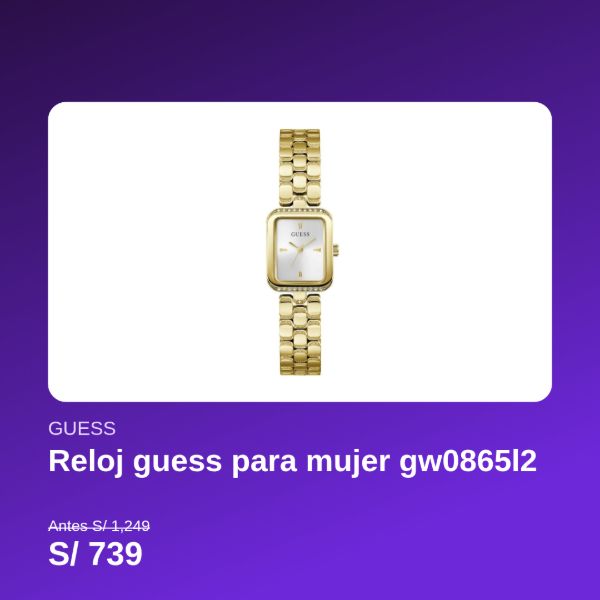 GUESS
GUESS
Reloj guess para mujer gw0865l2
Antes S/ 1,249
S/ 739